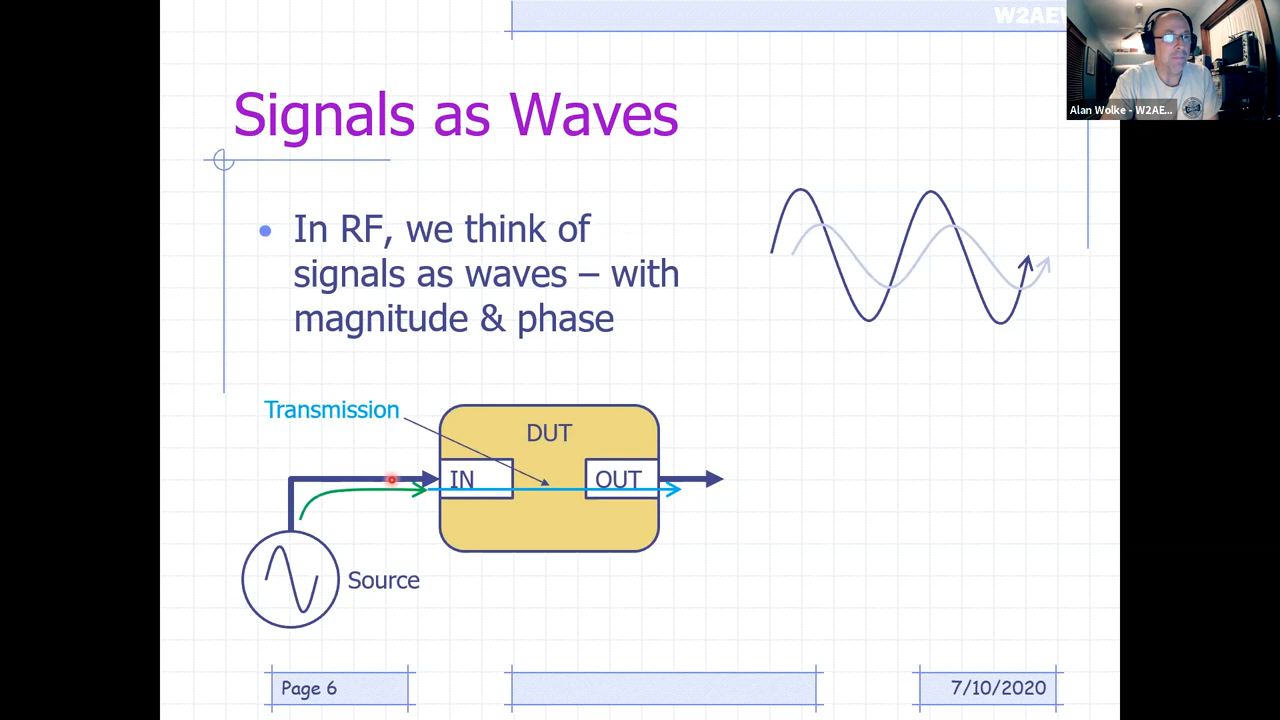 W2AEW
Alan Wolke - W2AE...
Signals as Waves
• In RF, we think of
signals as waves – with
magnitude & phase
Transmission
DUT
IN
OUT
Source
Page 6
7/10/2020